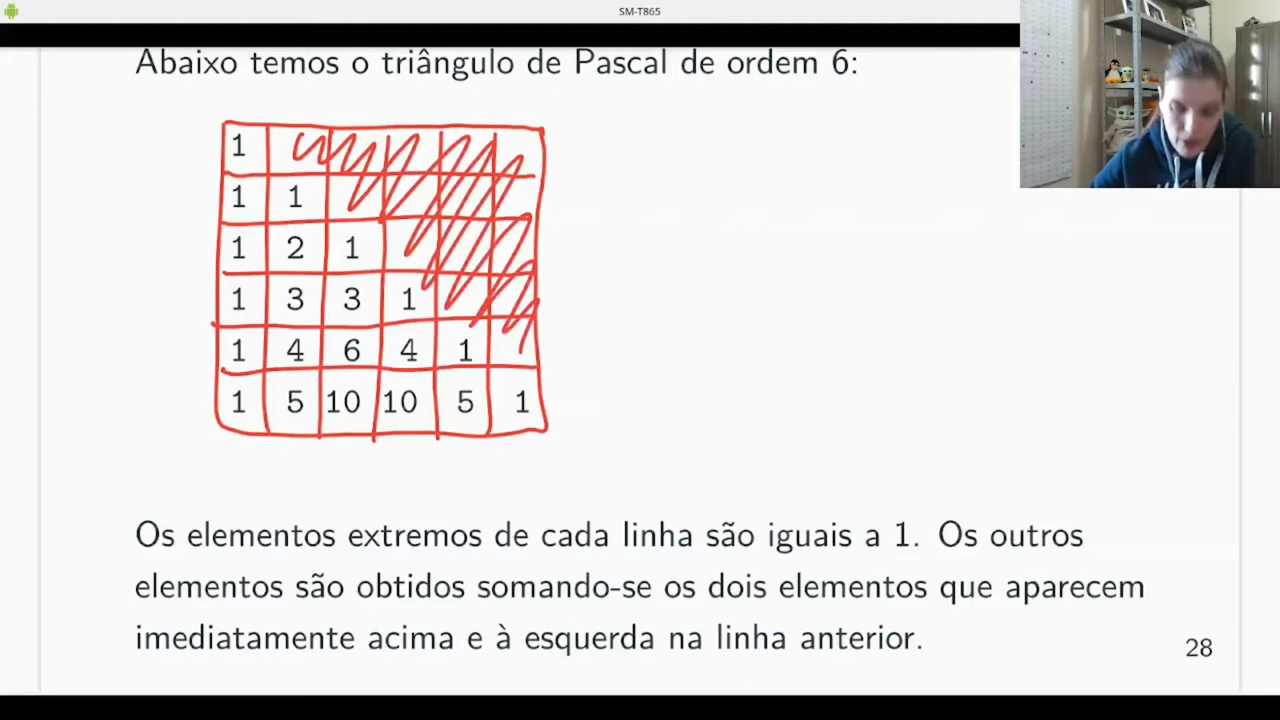 SM-T865
Abaixo temos o triângulo de Pascal de ordem 6:
1
1 1
1 2 1
1 3 3 1
1 4 6 4 1
1 5 10 10 5 1
Os elementos extremos de cada linha são iguais a 1. Os outros
elementos são obtidos somando-se os dois elementos que aparecem
imediatamente acima e à esquerda na linha anterior.
28